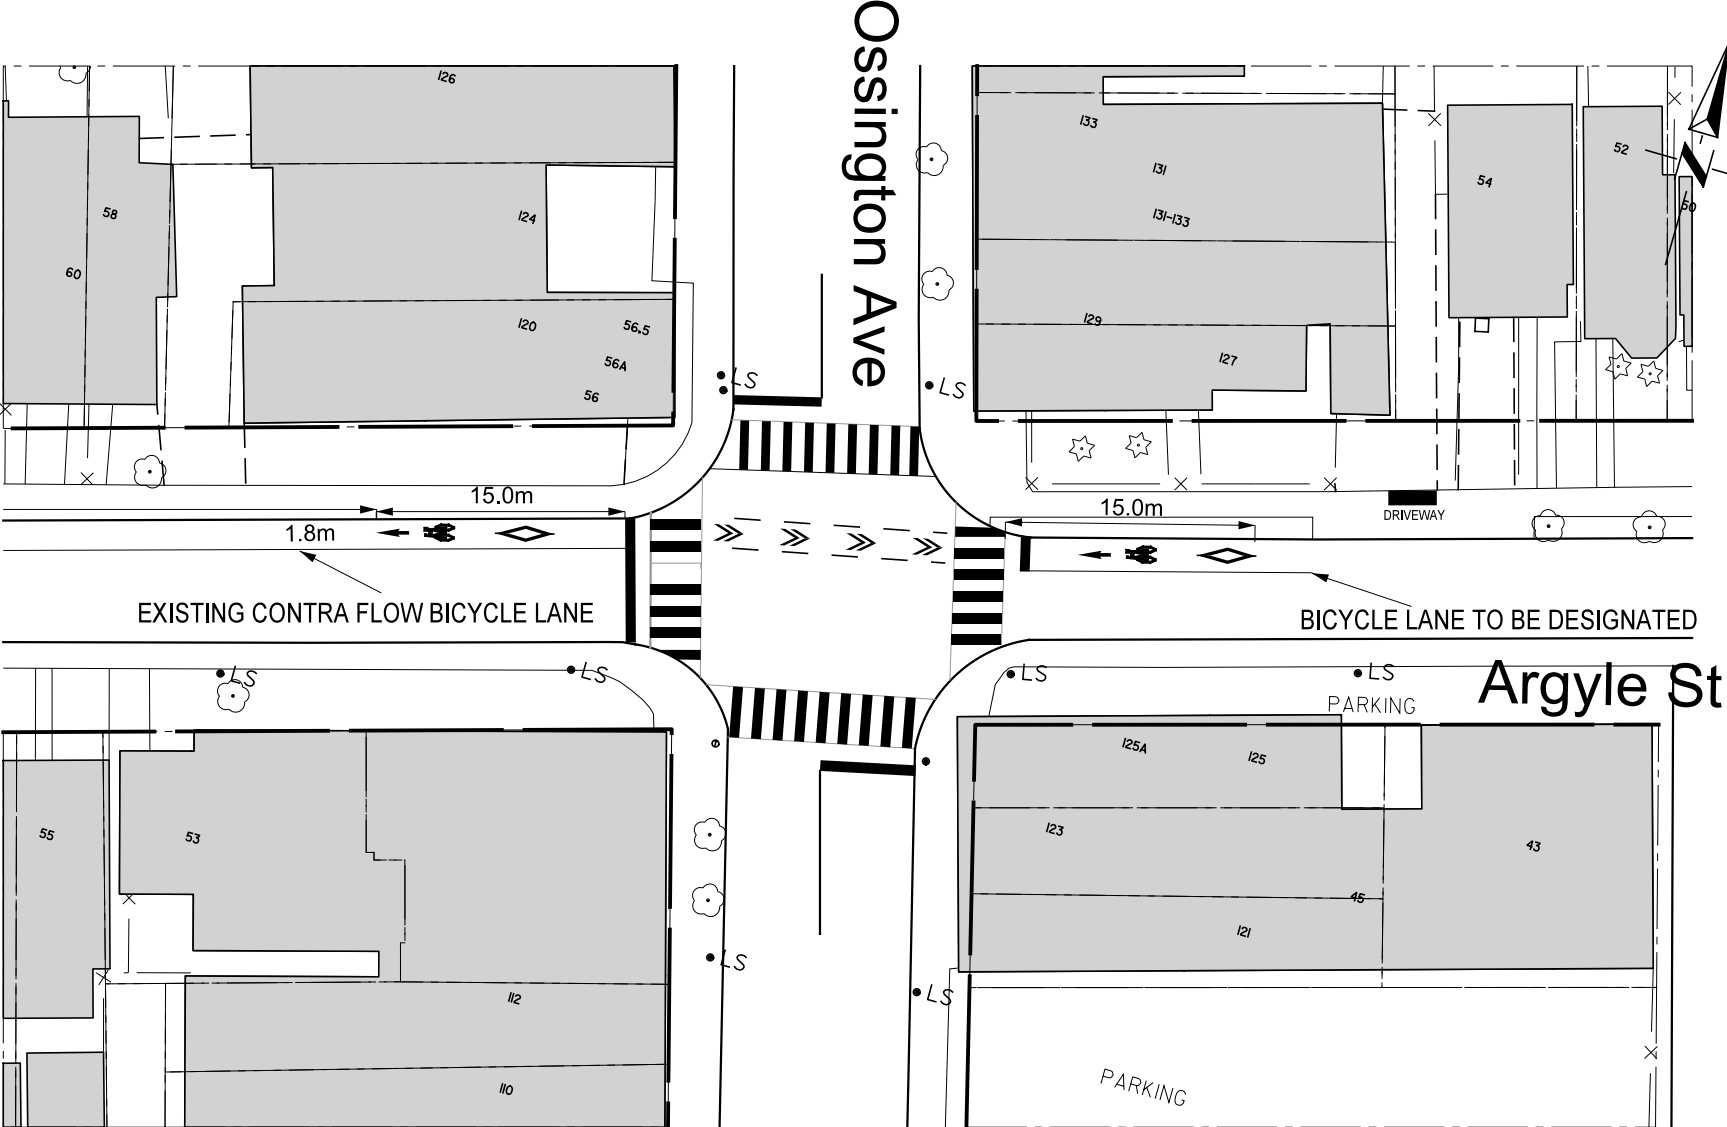 Ossington Ave
126
133
131
131-133
52
54
50
58
60
124
120
56.5
56A
56
129
127
LS
LS
15.0m
15.0m
1.8m
DRIVEWAY
EXISTING CONTRA FLOW BICYCLE LANE
BICYCLE LANE TO BE DESIGNATED
LS
LS
LS
LS
Argyle St
PARKING
125A
125
55
53
123
43
45
121
LS
LS
112
110
PARKING